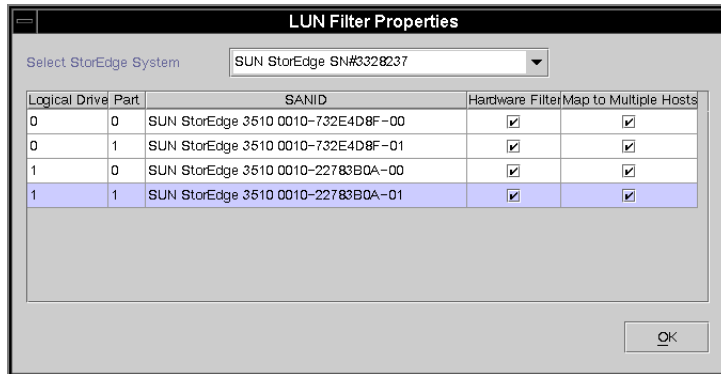 LUN Filter Properties
Select StorEdge System SUN StorEdge SN#3328237
Logical Drive Part SANID Hardware Filter Map to Multiple Hosts
0 0 SUN StorEdge 3510 0010-732E4D8F-00
0 1 SUN StorEdge 3510 0010-732E4D8F-01
1 0 SUN StorEdge 3510 0010-22783B0A-00
1 1 SUN StorEdge 3510 0010-22783B0A-01
OK